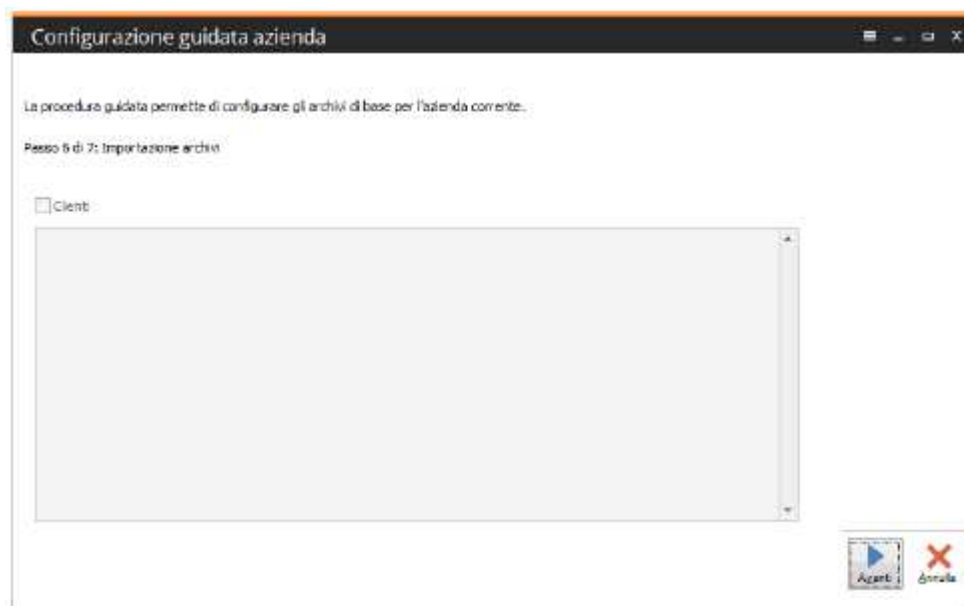 Configurazione guidata azienda
La procedura guidata permette di configurare gli archivi di base per l'azienda corrente.
Passo 6 di 7: Importazione archivi
Clienti
Avanti
Annulla